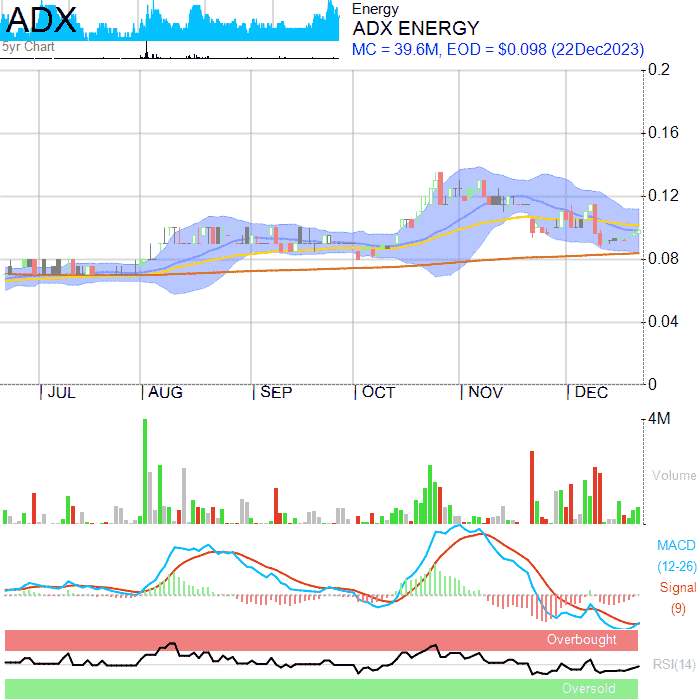 ADX
5yr Chart
Energy
ADX ENERGY
MC = 39.6M, EOD = $0.098 (22Dec2023)
0.2
0.16
0.12
0.08
0.04
0
JUL AUG SEP OCT NOV DEC
4M
Volume
MACD
(12-26)
Signal
(9)
Overbought
RSI(14)
Oversold